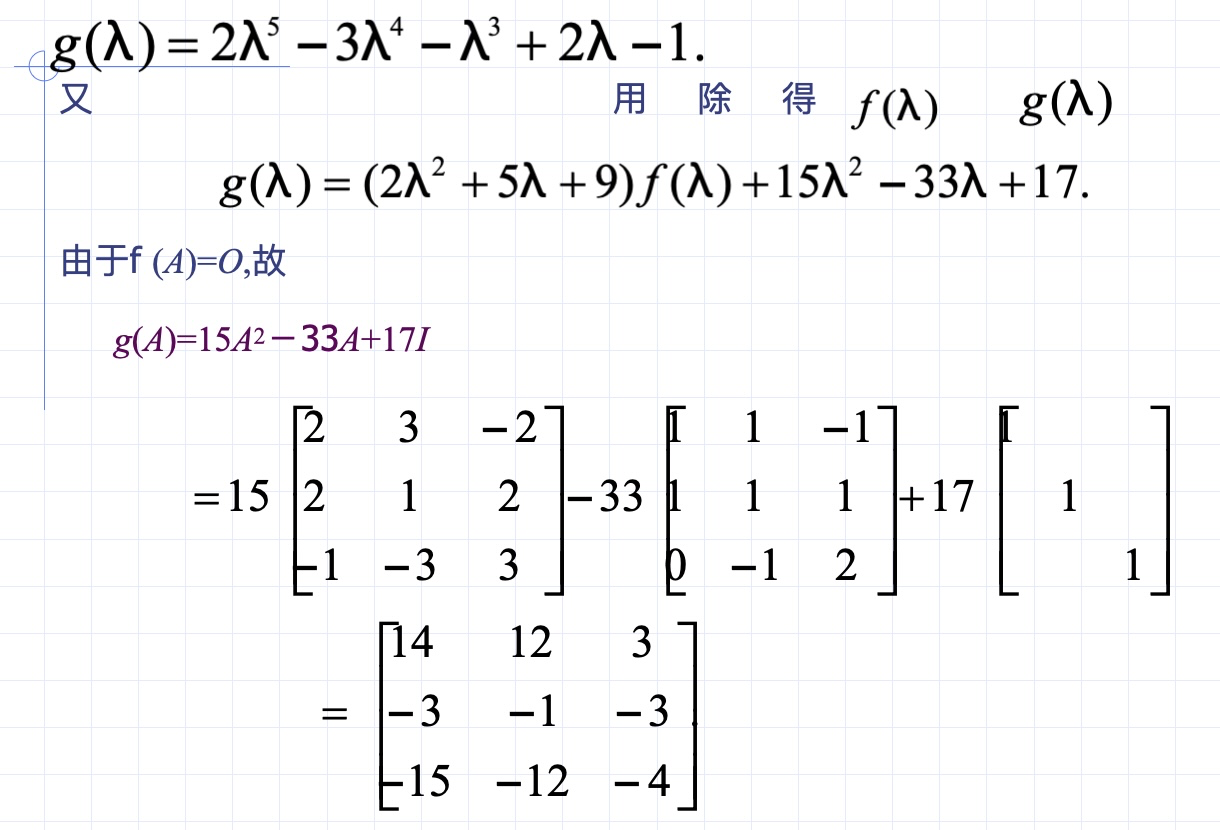 g(λ) = 2λ⁵ − 3λ⁴ − λ³ + 2λ − 1.
又 用 除 得 f(λ) g(λ)
g(λ) = (2λ² + 5λ + 9)f(λ) + 15λ² − 33λ + 17.
由于f (A)=O,故
g(A)=15A2－33A+17I
= 15 [2 3 −2; 2 1 2; −1 −3 3] − 33 [1 1 −1; 1 1 1; 0 −1 2] + 17 [1; 1; 1]
= [14 12 3; −3 −1 −3; −15 −12 −4]